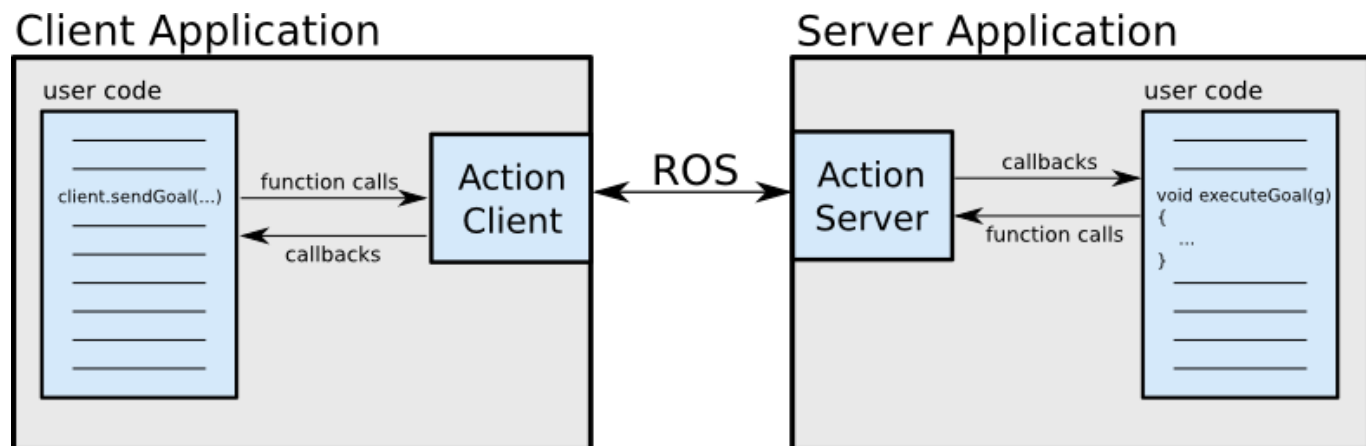 Client Application
user code
client.sendGoal(...)
function calls
callbacks
Action
Client
ROS
Server Application
Action
Server
callbacks
function calls
user code
void executeGoal(g)
{
...
}